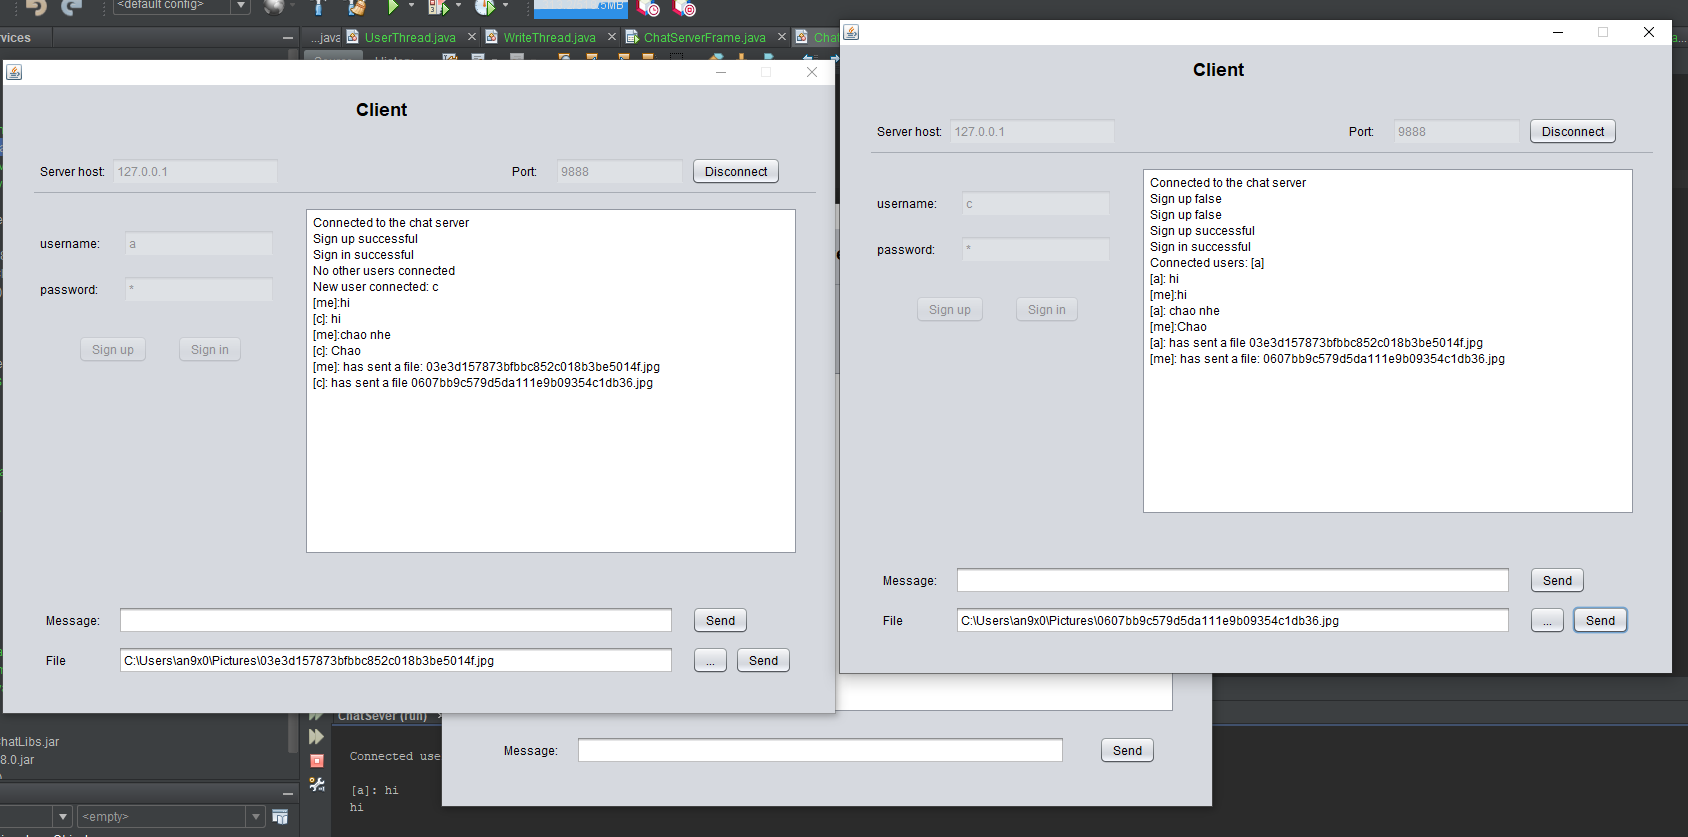 <default config>
vices
...java
UserThread.java
WriteThread.java
ChatServerFrame.java
Client
Server host:
127.0.0.1
Port:
9888
Disconnect
username:
a
password:
*
Sign up
Sign in
Connected to the chat server
Sign up successful
Sign in successful
No other users connected
New user connected: c
[me]:hi
[c]: hi
[me]:chao nhe
[c]: Chao
[me]: has sent a file: 03e3d157873bfbbc852c018b3be5014f.jpg
[c]: has sent a file 0607bb9c579d5da111e9b09354c1db36.jpg
Message:
Send
File
C:\Users\an9x0\Pictures\03e3d157873bfbbc852c018b3be5014f.jpg
...
Send
Client
Server host:
127.0.0.1
Port:
9888
Disconnect
username:
c
password:
*
Sign up
Sign in
Connected to the chat server
Sign up false
Sign up false
Sign up successful
Sign in successful
Connected users: [a]
[a]: hi
[me]:hi
[a]: chao nhe
[me]:Chao
[a]: has sent a file 03e3d157873bfbbc852c018b3be5014f.jpg
[me]: has sent a file: 0607bb9c579d5da111e9b09354c1db36.jpg
Message:
Send
File
C:\Users\an9x0\Pictures\0607bb9c579d5da111e9b09354c1db36.jpg
...
Send
ChatSever (run)
hatLibs.jar
8.0.jar
Connected use
[a]: hi
hi
Message:
Send
<empty>